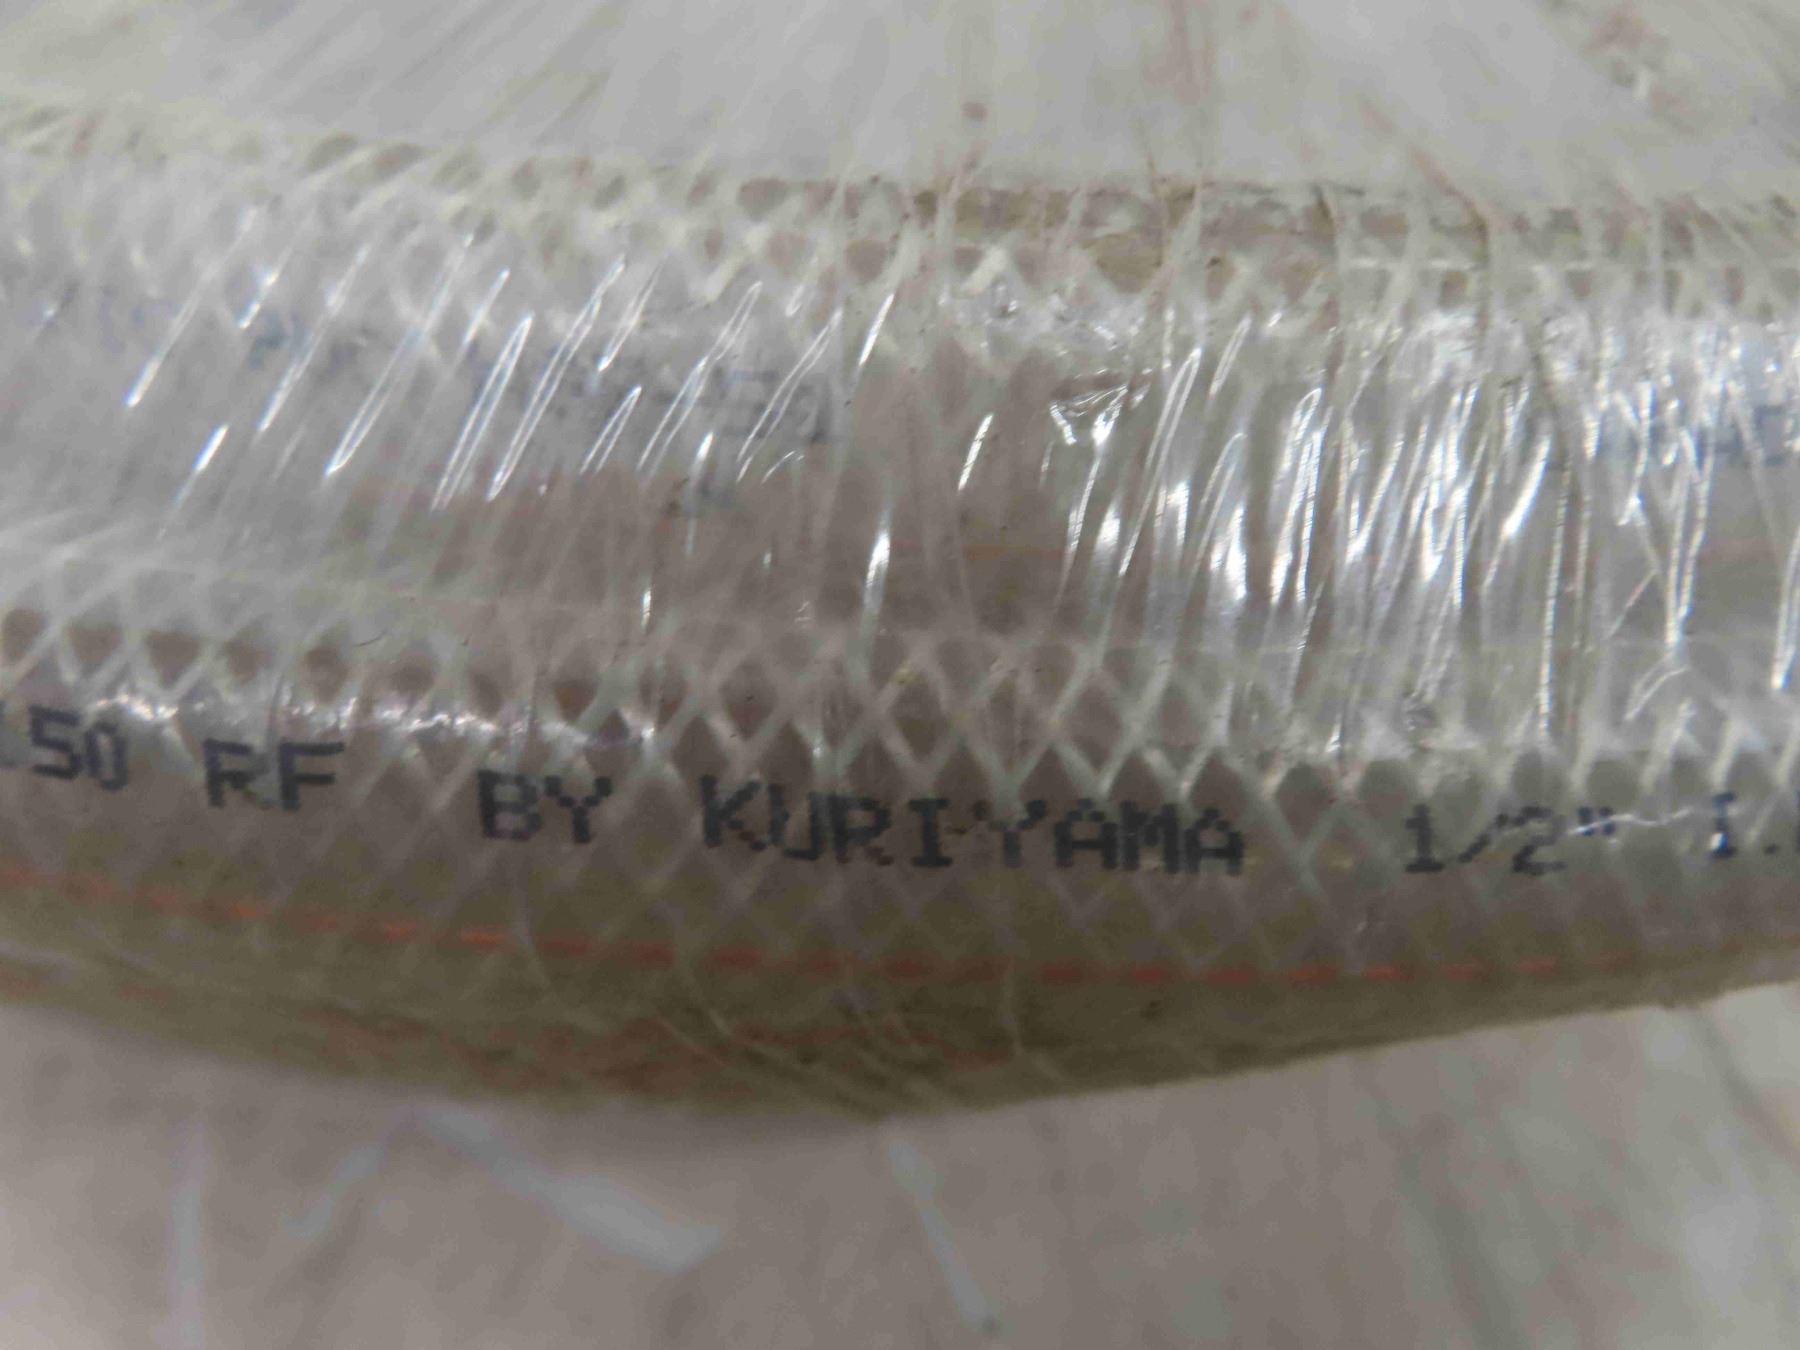 50 RF BY KURIYAMA 1/2" I.